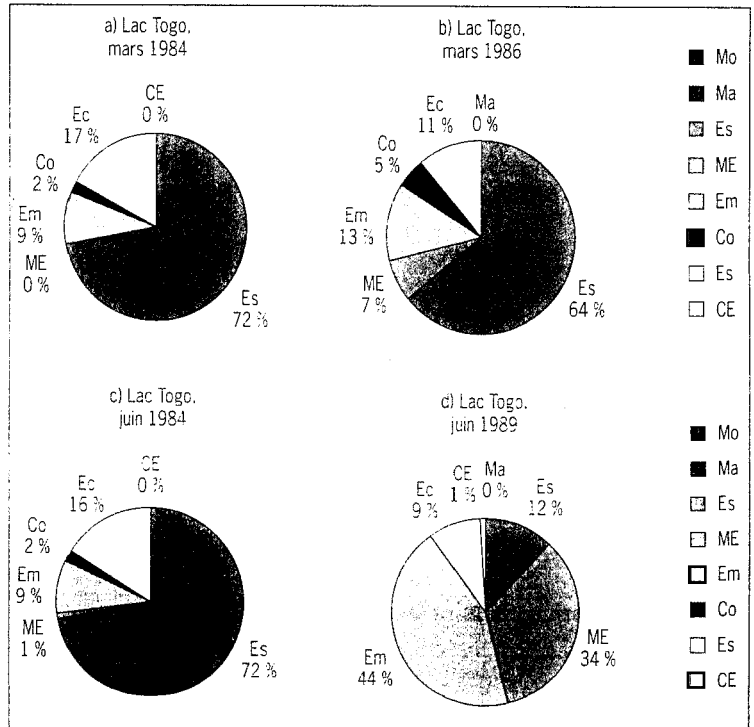 a) Lac Togo,
mars 1984
CE
0 %
Ec
17 %
Co
2 %
Em
9 %
ME
0 %
Es
72 %
b) Lac Togo,
mars 1986
Ma
0 %
Ec
11 %
Co
5 %
Em
13 %
ME
7 %
Es
64 %
Mo
Ma
Es
ME
Em
Co
Es
CE
c) Lac Togo,
juin 1984
CE
0 %
Ec
16 %
Co
2 %
Em
9 %
ME
1 %
Es
72 %
d) Lac Togo,
juin 1989
Ma
0 %
CE
1 %
Ec
9 %
Es
12 %
ME
34 %
Em
44 %
Mo
Ma
Es
ME
Em
Co
Es
CE